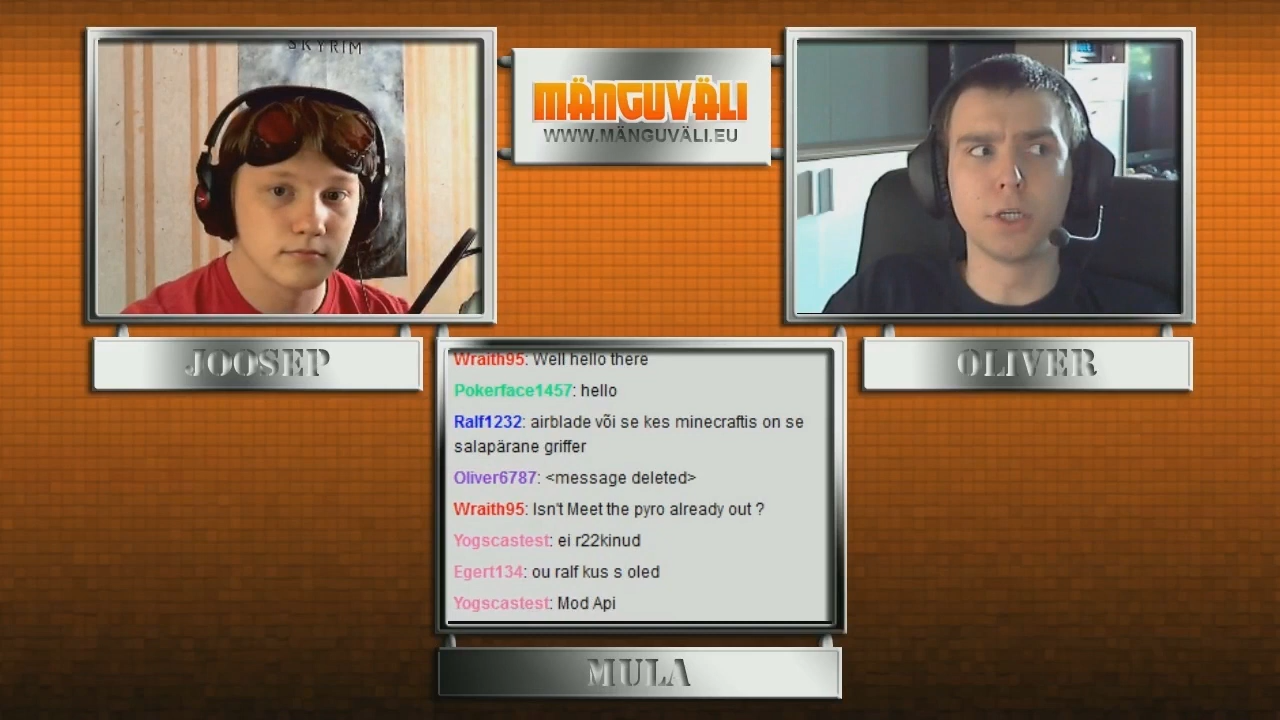 SKYRIM
MÄNGUVÄLI
WWW.MÄNGUVÄLI.EU
JOOSEP
OLIVER
Wraith95: Well hello there
Pokerface1457: hello
Ralf1232: airblade või se kes minecraftis on se
salapärane griffer
Oliver6787: <message deleted>
Wraith95: Isn't Meet the pyro already out ?
Yogscastest: ei r22kinud
Egert134: ou ralf kus s oled
Yogscastest: Mod Api
MULA